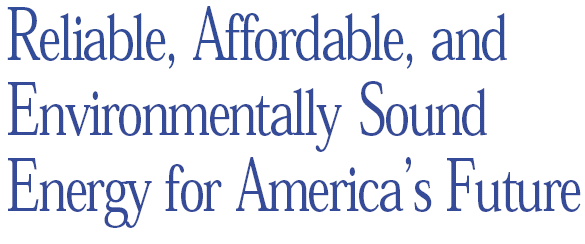 Reliable, Affordable, and
Environmentally Sound
Energy for America’s Future